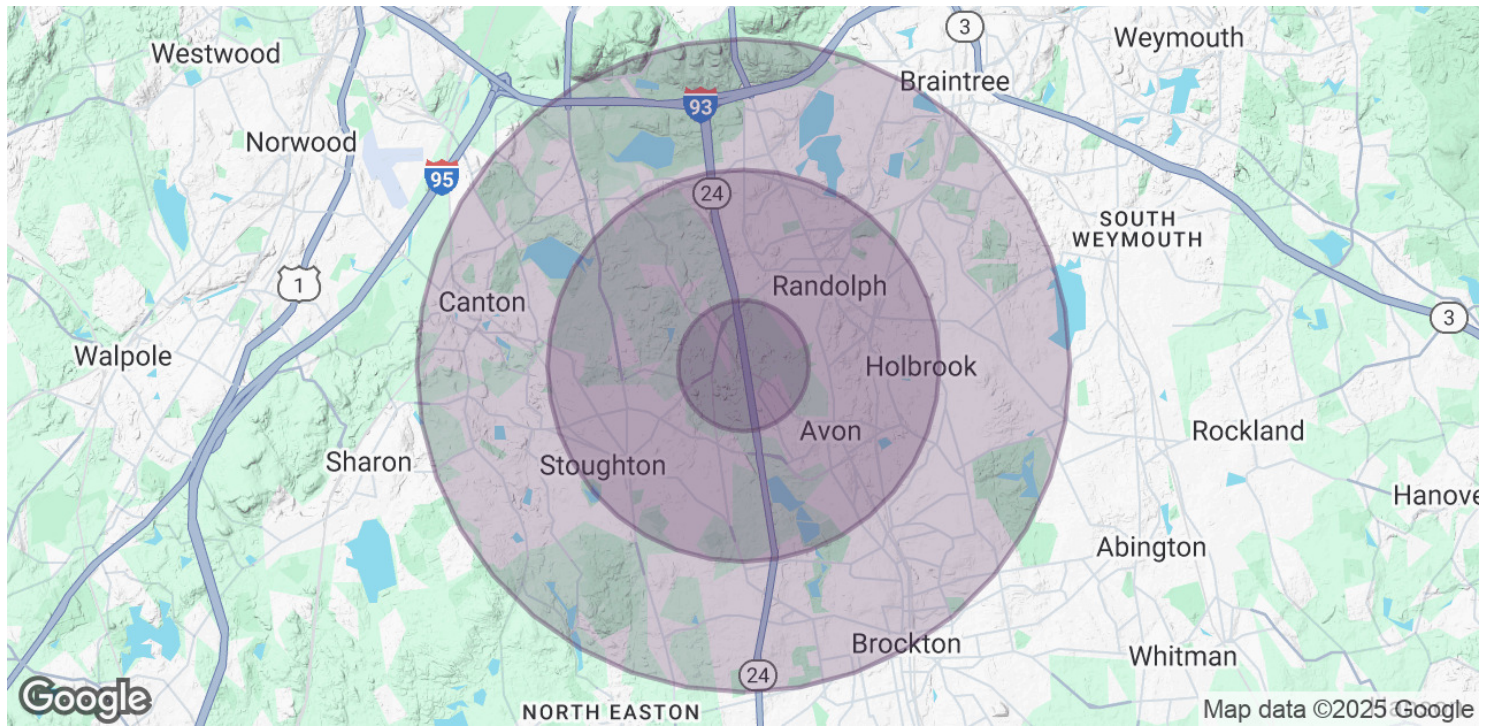 3
Weymouth
Westwood
Braintree
93
Norwood
95
24
SOUTH
WEYMOUTH
1
Randolph
Canton
3
Walpole
Holbrook
Avon
Rockland
Sharon
Stoughton
Hanove
Abington
Brockton
Whitman
24
Google
NORTH EASTON
Map data ©2025 Google